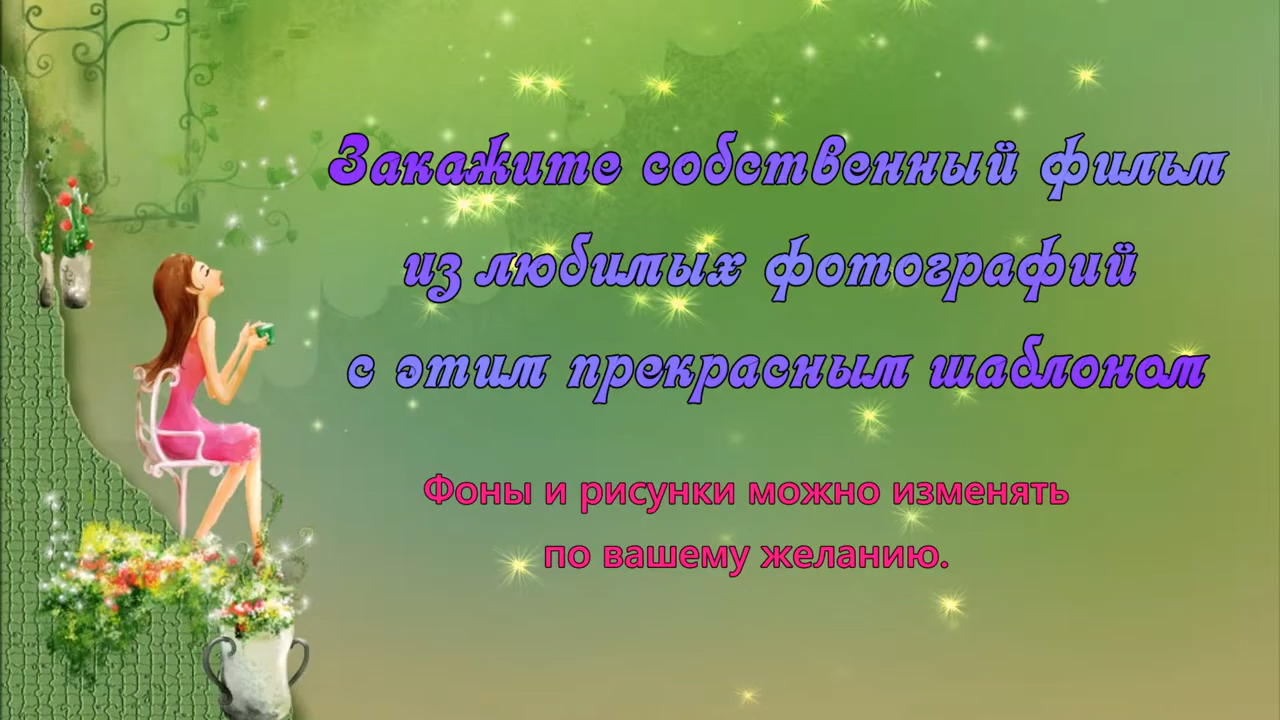 Закажите собственный фильм
из любимых фотографий
с этим прекрасным шаблоном
Фоны и рисунки можно изменять
по вашему желанию.